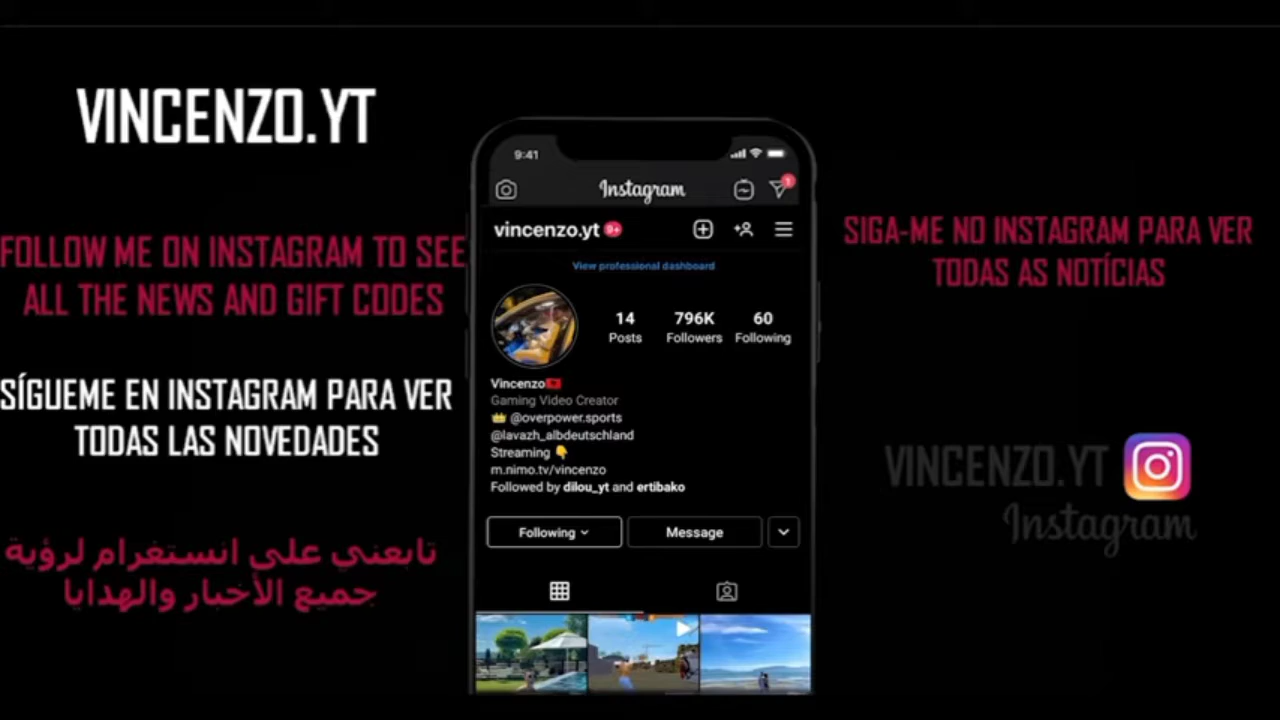 VINCENZO.YT
FOLLOW ME ON INSTAGRAM TO SEE
ALL THE NEWS AND GIFT CODES
SÍGUEME EN INSTAGRAM PARA VER
TODAS LAS NOVEDADES
تابعني على انستغرام لرؤية
جميع الأخبار والهدايا
9:41
Instagram
1
vincenzo.yt 9+
View professional dashboard
14 796K 60
Posts Followers Following
Vincenzo
Gaming Video Creator
@overpower.sports
@lavazh_albdeutschland
Streaming
m.nimo.tv/vincenzo
Followed by dilou_yt and ertibako
Following Message
SIGA-ME NO INSTAGRAM PARA VER
TODAS AS NOTÍCIAS
VINCENZO.YT
Instagram